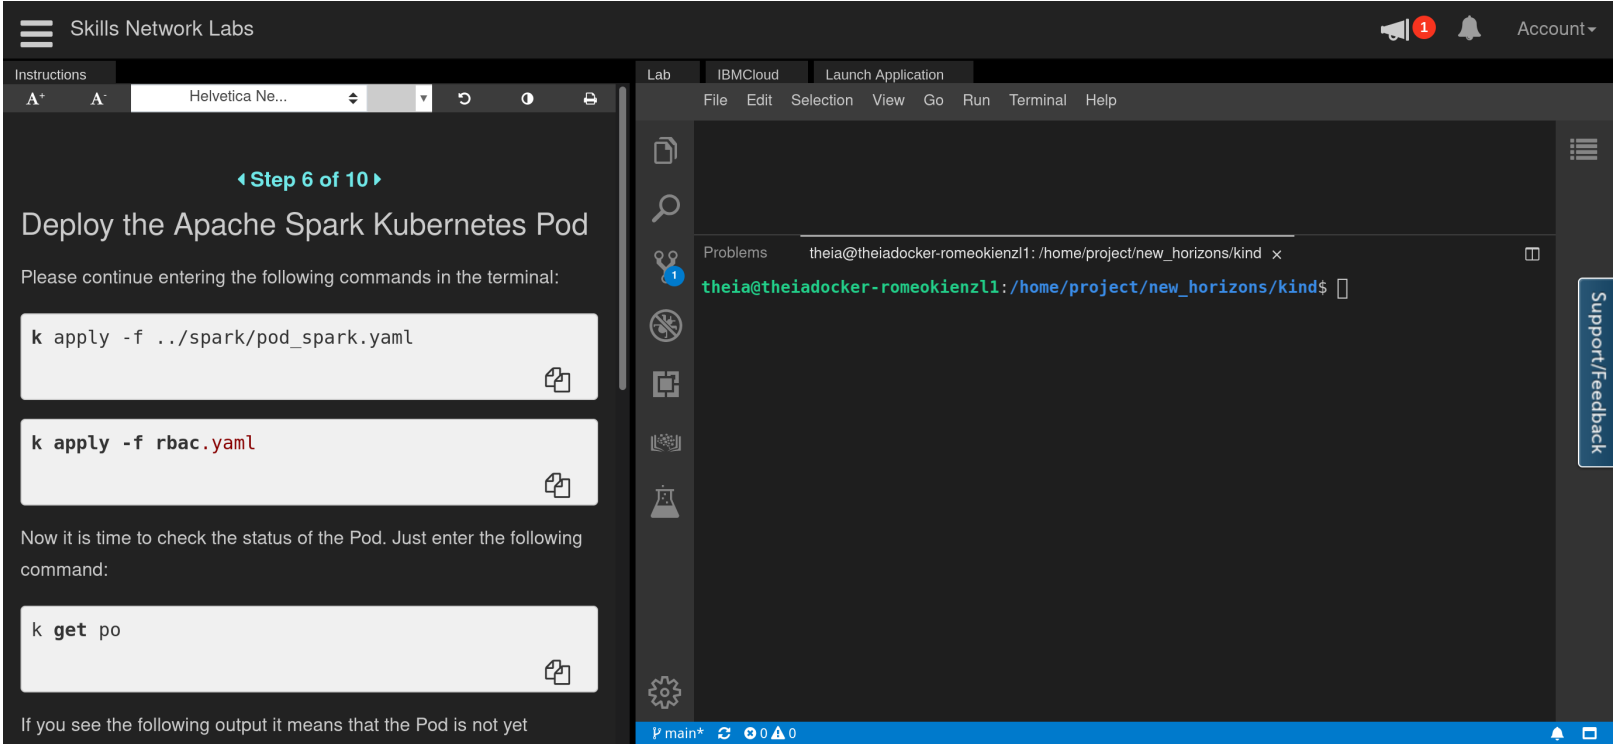 Skills Network Labs
1
Account
Instructions
A+ A- Helvetica Ne...
Step 6 of 10
Deploy the Apache Spark Kubernetes Pod
Please continue entering the following commands in the terminal:
k apply -f ../spark/pod_spark.yaml
k apply -f rbac.yaml
Now it is time to check the status of the Pod. Just enter the following
command:
k get po
If you see the following output it means that the Pod is not yet
Lab IBMCloud Launch Application
File Edit Selection View Go Run Terminal Help
1
Problems theia@theiadocker-romeokienzl1: /home/project/new_horizons/kind ×
theia@theiadocker-romeokienzl1:/home/project/new_horizons/kind$
Support/Feedback
main* 0 0